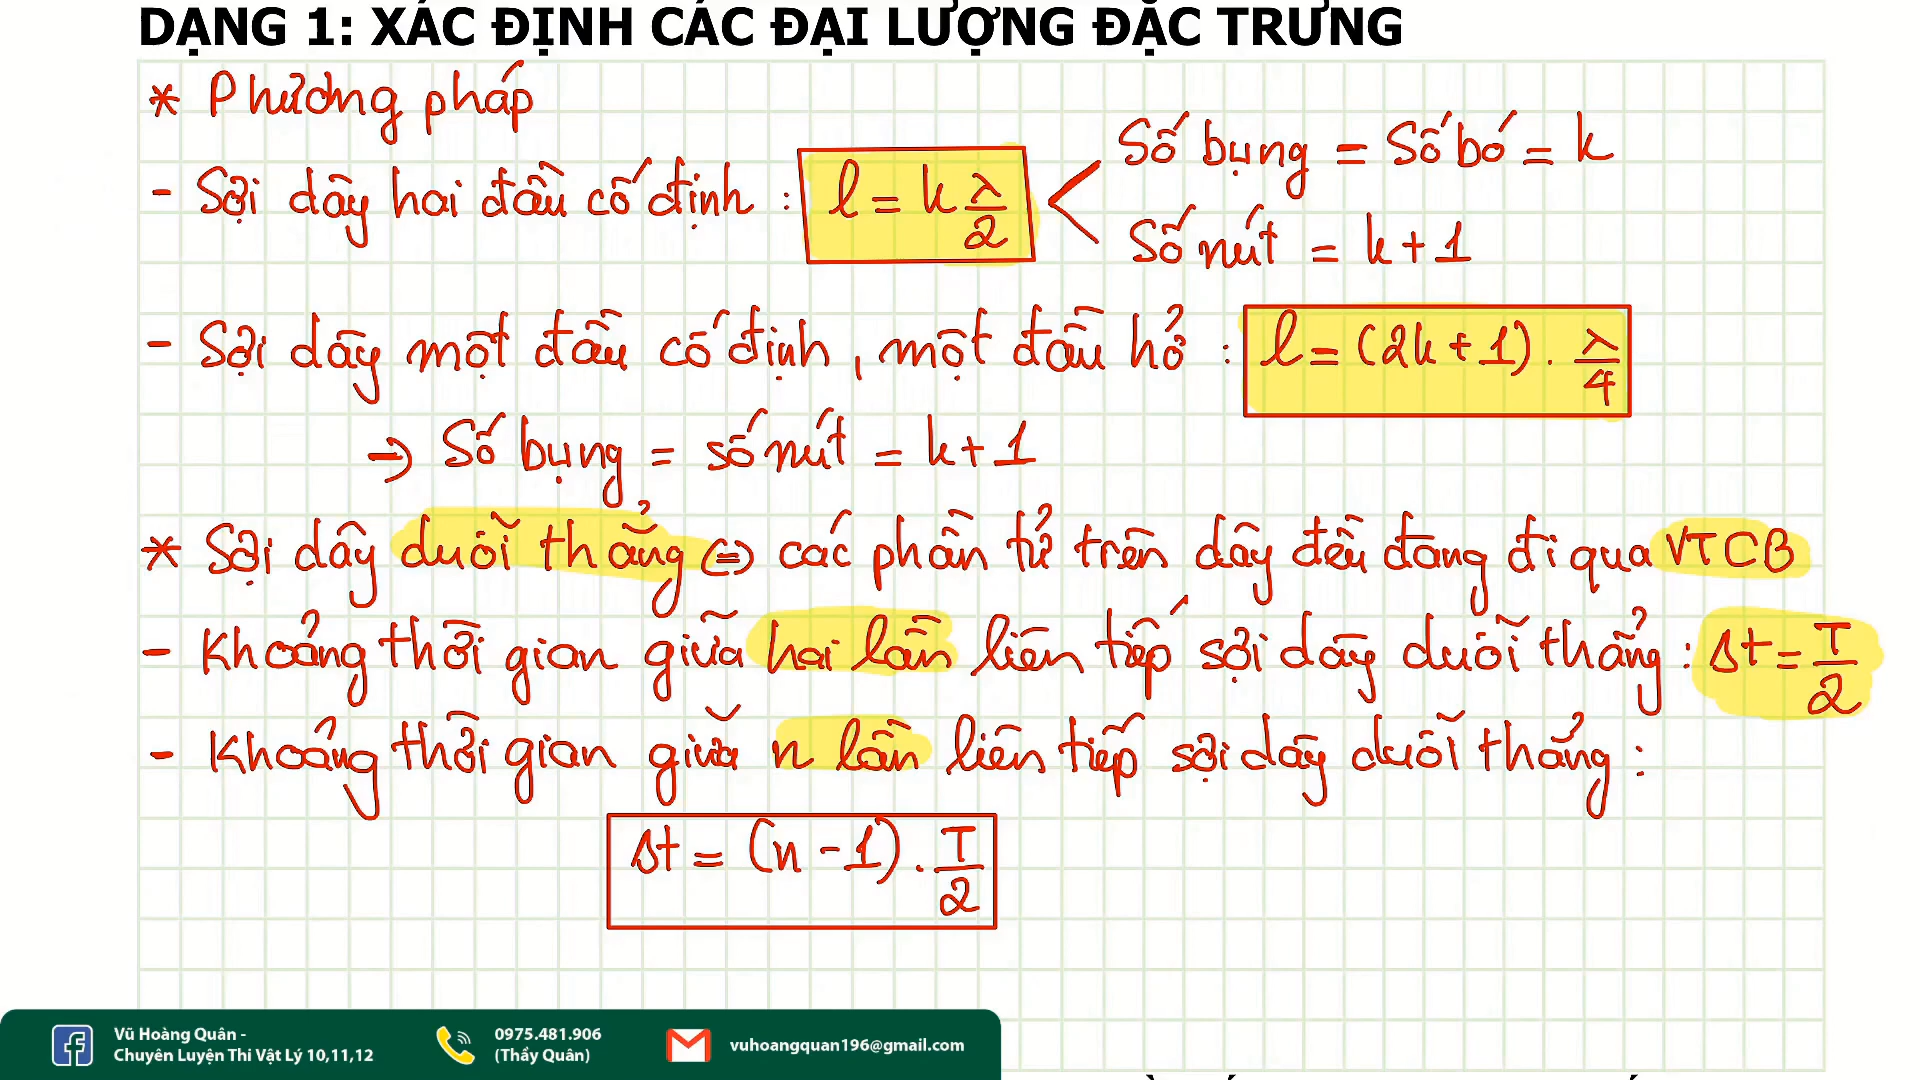 DẠNG 1: XÁC ĐỊNH CÁC ĐẠI LƯỢNG ĐẶC TRƯNG
* Phương pháp
- Sợi dây hai đầu cố định : l = k λ/2 < Số bụng = Số bó = k
Số nút = k + 1
- Sợi dây một đầu cố định, một đầu hở : l = (2k + 1) . λ/4
→ Số bụng = số nút = k + 1
* Sợi dây duỗi thẳng (=) các phần tử trên dây đều đang đi qua VTCB
- Khoảng thời gian giữa hai lần liên tiếp sợi dây duỗi thẳng : Δt = T/2
- Khoảng thời gian giữa n lần liên tiếp sợi dây duỗi thẳng :
Δt = (n - 1) . T/2
Vũ Hoàng Quân -
Chuyên Luyện Thi Vật Lý 10,11,12
0975.481.906
(Thầy Quân)
vuhoangquan196@gmail.com